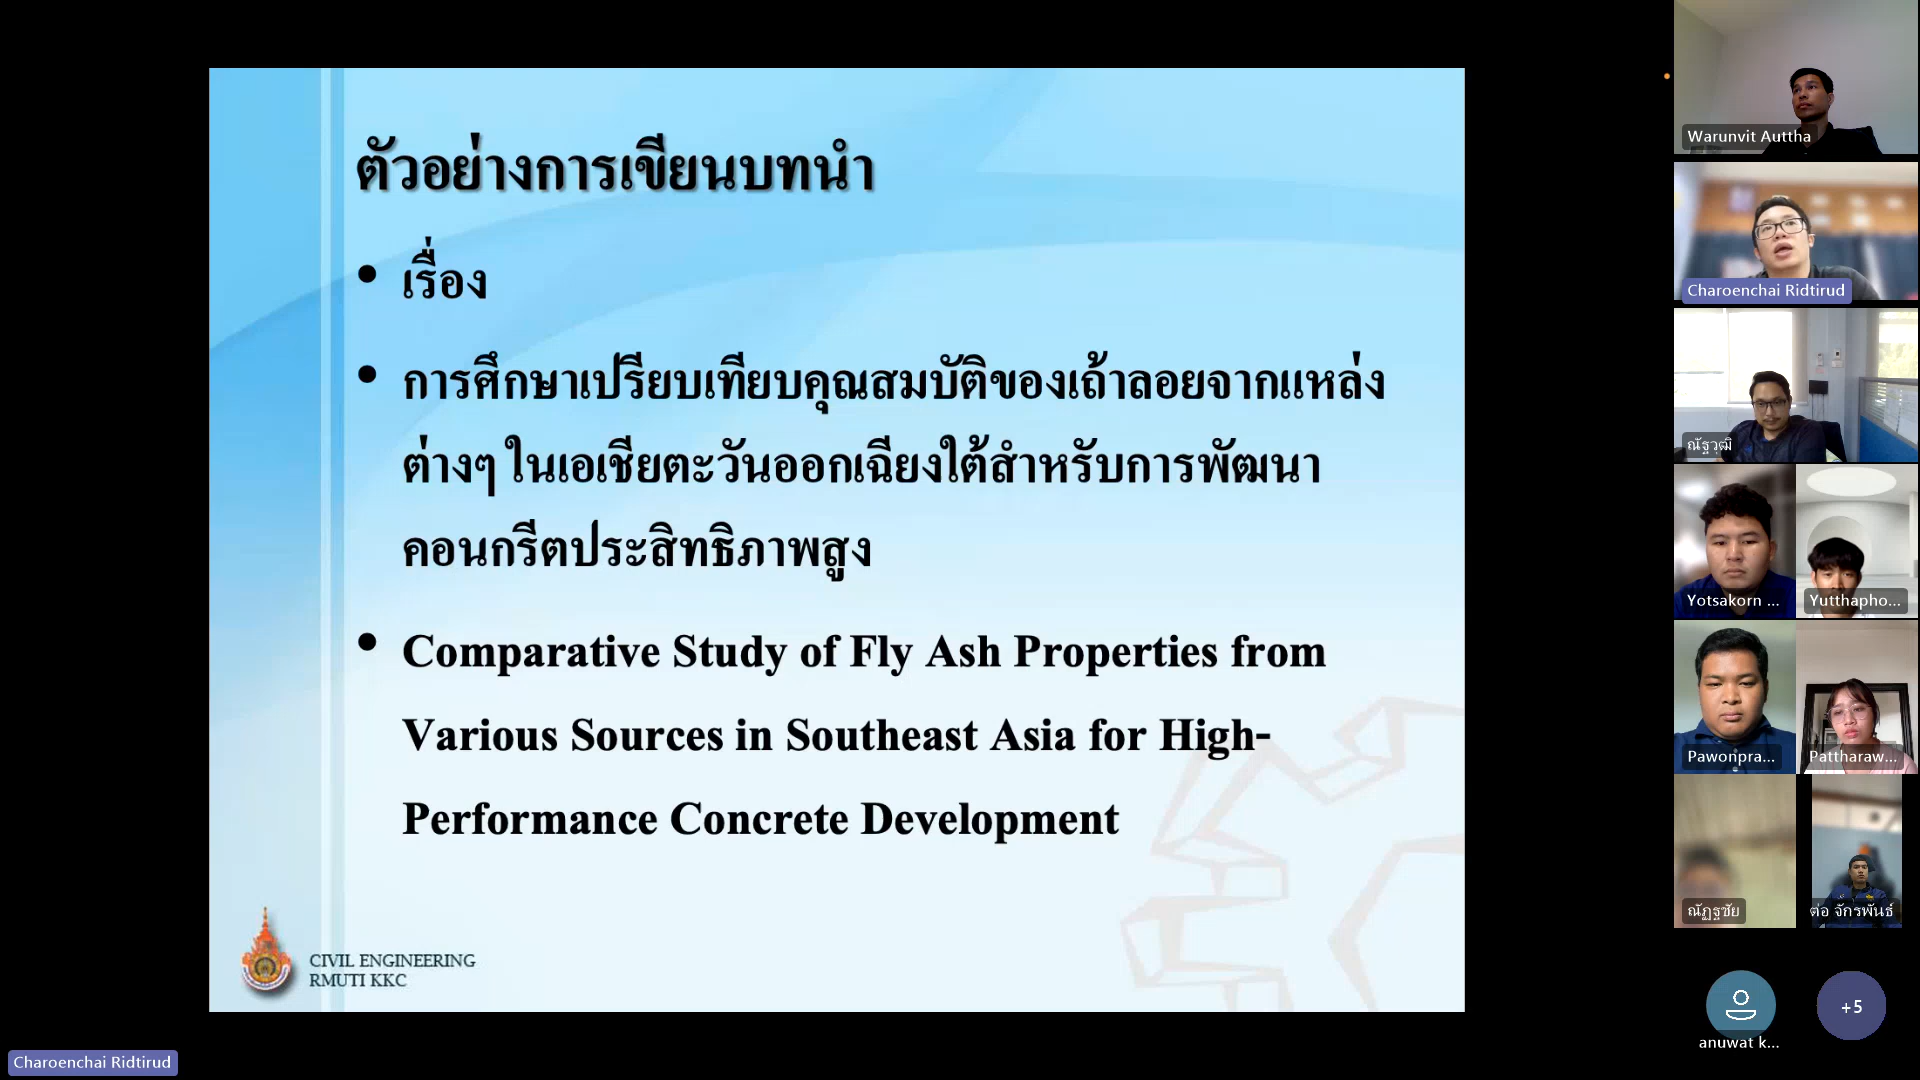 ตัวอย่างการเขียนบทนำ
• เรื่อง
• การศึกษาเปรียบเทียบคุณสมบัติของเถ้าลอยจากแหล่ง
ต่างๆ ในเอเชียตะวันออกเฉียงใต้สำหรับการพัฒนา
คอนกรีตประสิทธิภาพสูง
• Comparative Study of Fly Ash Properties from
Various Sources in Southeast Asia for High-
Performance Concrete Development
CIVIL ENGINEERING
RMUTI KKC
Charoenchai Ridtirud
Warunvit Auttha
Charoenchai Ridtirud
ณัฐวุฒิ
Yotsakorn ...
Yutthapho...
Pawonpra...
Pattharaw...
ณัฏฐชัย
ต่อ จักรพันธ์
anuwat k...
+5